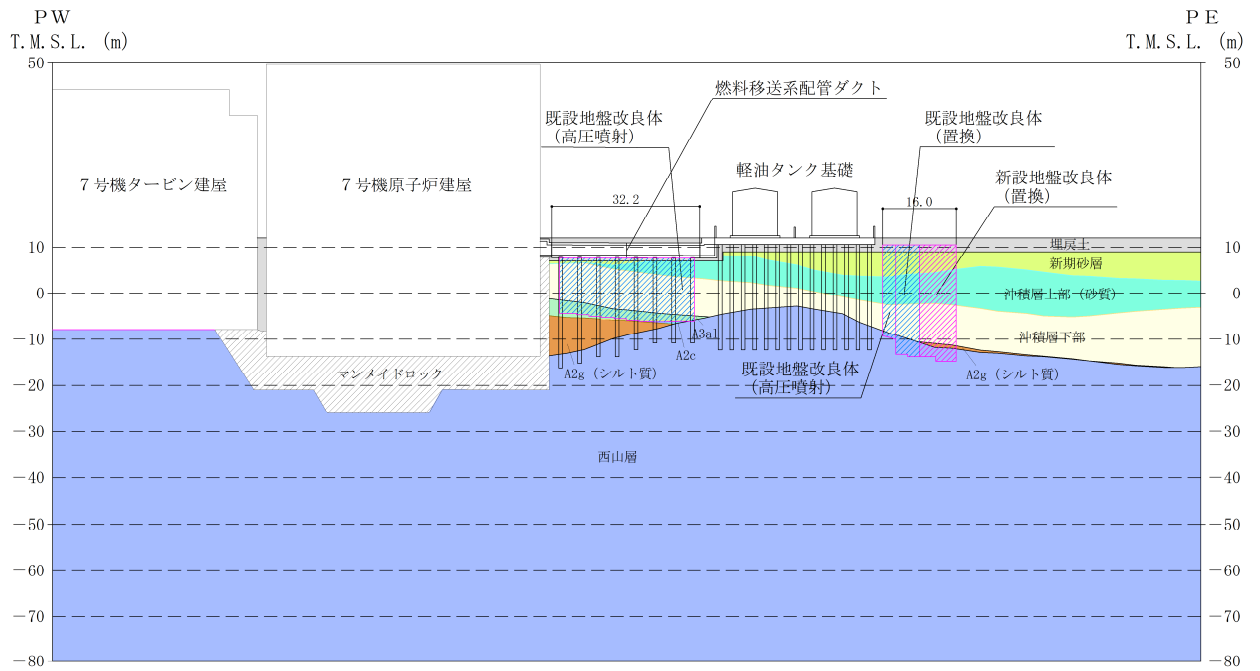 PW
PE
T.M.S.L. (m)
T.M.S.L. (m)
50
50
燃料移送系配管ダクト
既設地盤改良体
(高圧噴射)
既設地盤改良体
(置換)
軽油タンク基礎
7号機タービン建屋
7号機原子炉建屋
新設地盤改良体
(置換)
32.2
16.0
埋戻土
10
10
新期砂層
0
沖積層上部(砂質)
0
A3a1
沖積層下部
-10
-10
A2c
マンメイドロック
A2g(シルト質)
既設地盤改良体
(高圧噴射)
A2g(シルト質)
-20
-20
-30
-30
西山層
-40
-40
-50
-50
-60
-60
-70
-70
-80
-80